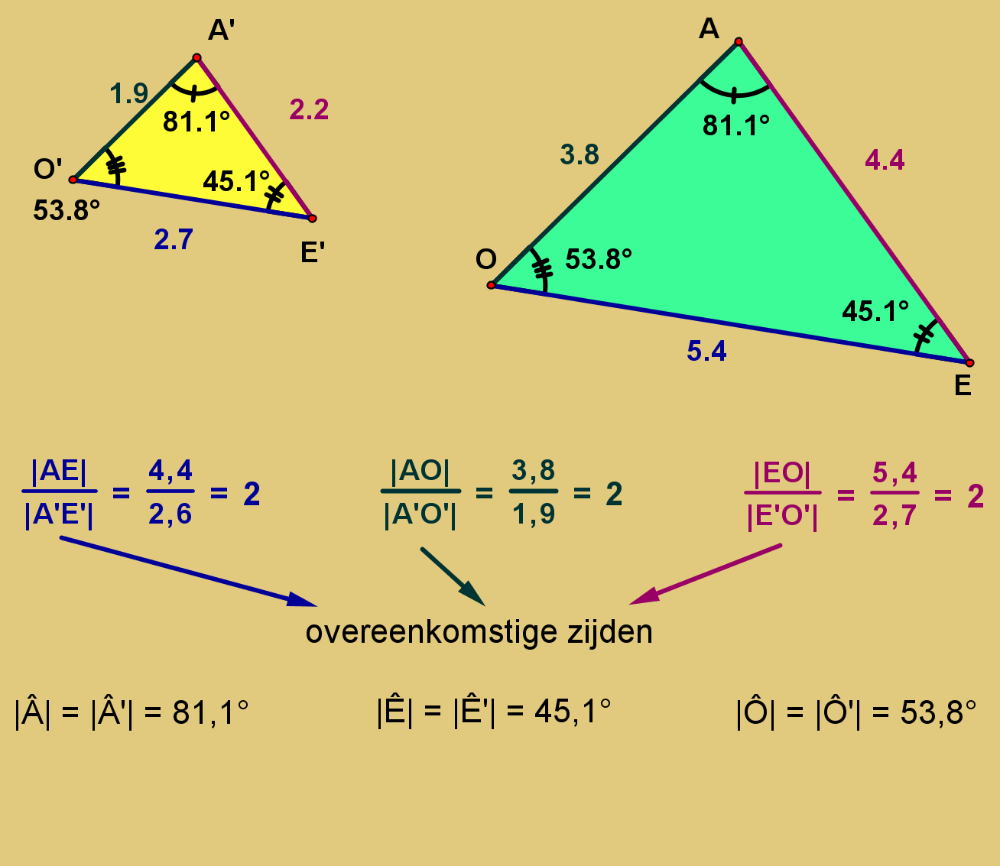 A'
A
1.9
2.2
81.1°
81.1°
3.8
4.4
O'
45.1°
53.8°
2.7
E'
O
53.8°
45.1°
5.4
E
|AE| / |A'E'| = 4,4 / 2,6 = 2
|AO| / |A'O'| = 3,8 / 1,9 = 2
|EO| / |E'O'| = 5,4 / 2,7 = 2
overeenkomstige zijden
|Â| = |Â'| = 81,1°
|Ê| = |Ê'| = 45,1°
|Ô| = |Ô'| = 53,8°